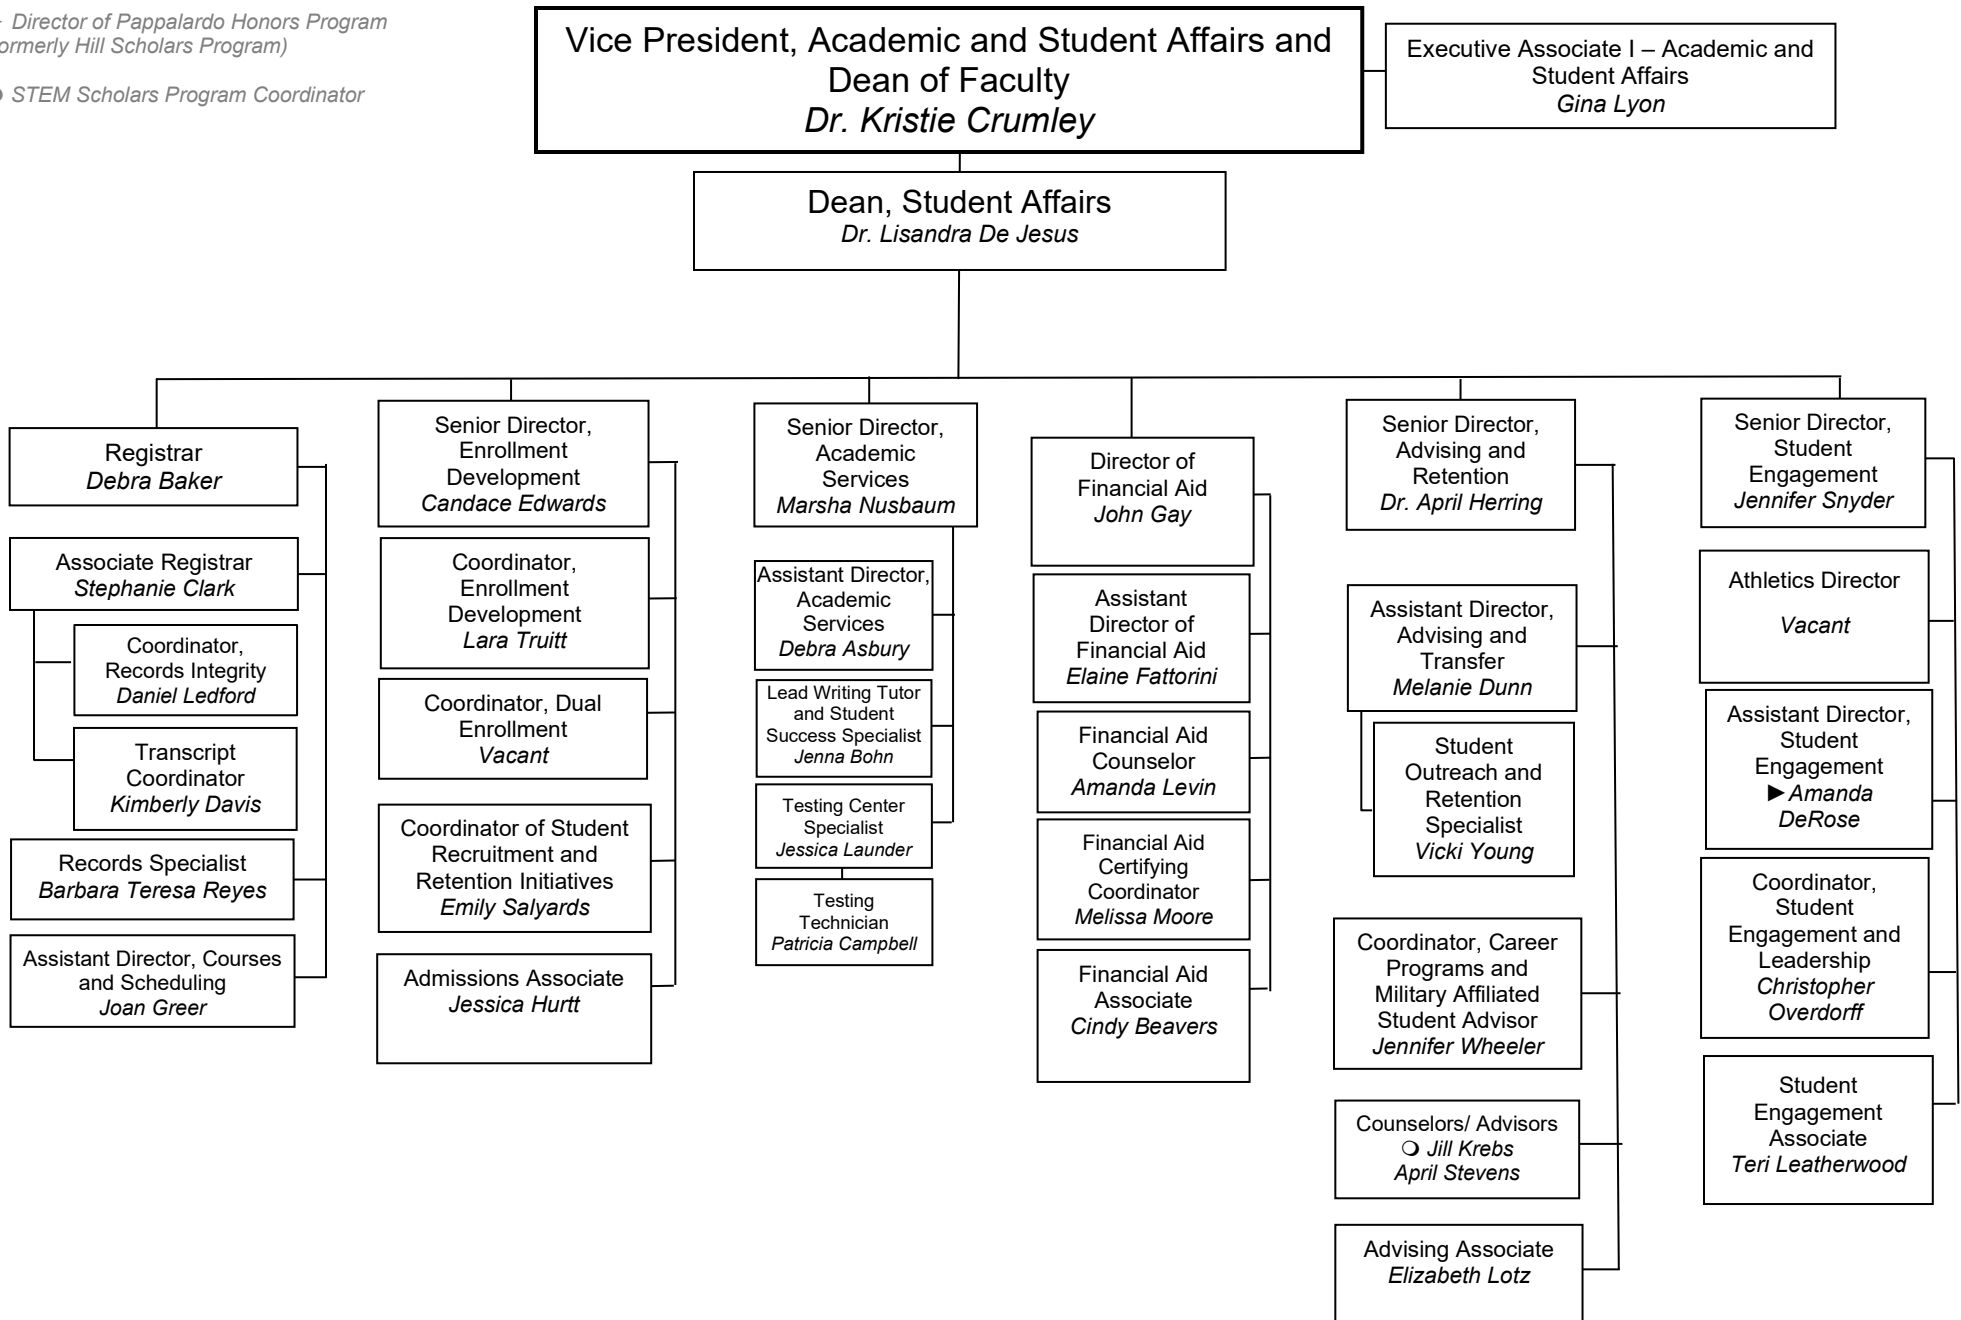 Director of Pappalardo Honors Program
ormerly Hill Scholars Program)
STEM Scholars Program Coordinator
Vice President, Academic and Student Affairs and
Dean of Faculty
Dr. Kristie Crumley
Executive Associate I – Academic and
Student Affairs
Gina Lyon
Dean, Student Affairs
Dr. Lisandra De Jesus
Registrar
Debra Baker
Associate Registrar
Stephanie Clark
Coordinator,
Records Integrity
Daniel Ledford
Transcript
Coordinator
Kimberly Davis
Records Specialist
Barbara Teresa Reyes
Assistant Director, Courses
and Scheduling
Joan Greer
Senior Director,
Enrollment
Development
Candace Edwards
Coordinator,
Enrollment
Development
Lara Truitt
Coordinator, Dual
Enrollment
Vacant
Coordinator of Student
Recruitment and
Retention Initiatives
Emily Salyards
Admissions Associate
Jessica Hurtt
Senior Director,
Academic
Services
Marsha Nusbaum
Assistant Director,
Academic
Services
Debra Asbury
Lead Writing Tutor
and Student
Success Specialist
Jenna Bohn
Testing Center
Specialist
Jessica Launder
Testing
Technician
Patricia Campbell
Director of
Financial Aid
John Gay
Assistant
Director of
Financial Aid
Elaine Fattorini
Financial Aid
Counselor
Amanda Levin
Financial Aid
Certifying
Coordinator
Melissa Moore
Financial Aid
Associate
Cindy Beavers
Senior Director,
Advising and
Retention
Dr. April Herring
Assistant Director,
Advising and
Transfer
Melanie Dunn
Student
Outreach and
Retention
Specialist
Vicki Young
Coordinator, Career
Programs and
Military Affiliated
Student Advisor
Jennifer Wheeler
Counselors/ Advisors
❍ Jill Krebs
April Stevens
Advising Associate
Elizabeth Lotz
Senior Director,
Student
Engagement
Jennifer Snyder
Athletics Director
Vacant
Assistant Director,
Student
Engagement
►Amanda
DeRose
Coordinator,
Student
Engagement and
Leadership
Christopher
Overdorff
Student
Engagement
Associate
Teri Leatherwood